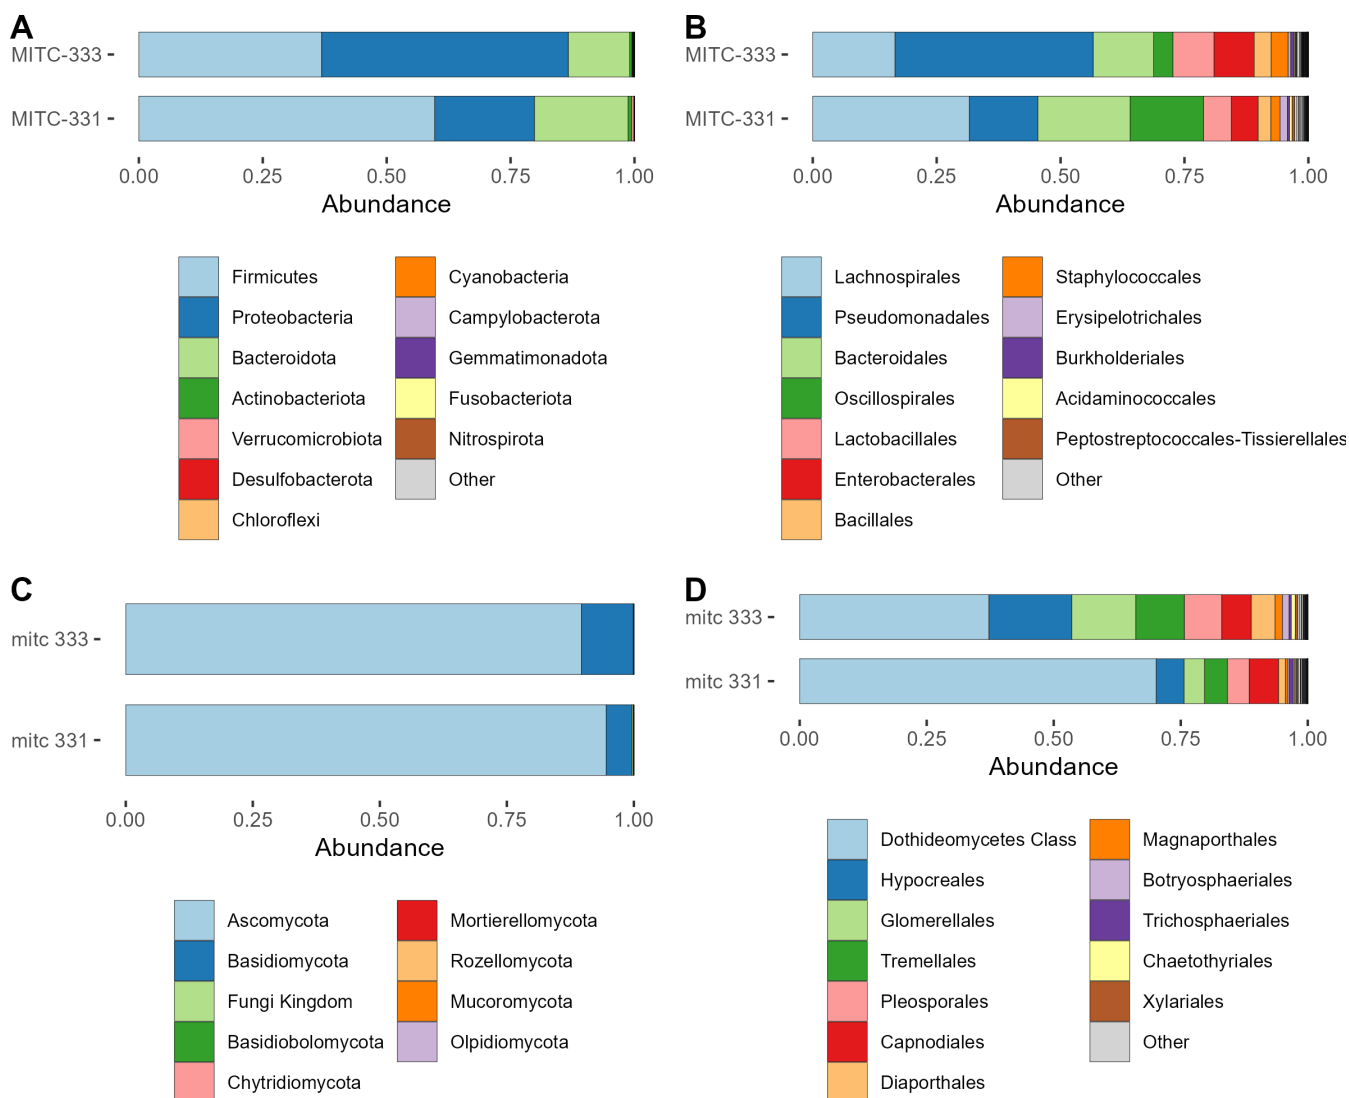 A
MITC-333
MITC-331
0.00 0.25 0.50 0.75 1.00
Abundance
Firmicutes
Proteobacteria
Bacteroidota
Actinobacteriota
Verrucomicrobiota
Desulfobacterota
Chloroflexi
Cyanobacteria
Campylobacterota
Gemmatimonadota
Fusobacteriota
Nitrospirota
Other
B
MITC-333
MITC-331
0.00 0.25 0.50 0.75 1.00
Abundance
Lachnospirales
Pseudomonadales
Bacteroidales
Oscillospirales
Lactobacillales
Enterobacterales
Bacillales
Staphylococcales
Erysipelotrichales
Burkholderiales
Acidaminococcales
Peptostreptococcales-Tissierellales
Other
C
mitc 333
mitc 331
0.00 0.25 0.50 0.75 1.00
Abundance
Ascomycota
Basidiomycota
Fungi Kingdom
Basidiobolomycota
Chytridiomycota
Mortierellomycota
Rozellomycota
Mucoromycota
Olpidiomycota
D
mitc 333
mitc 331
0.00 0.25 0.50 0.75 1.00
Abundance
Dothideomycetes Class
Hypocreales
Glomerellales
Tremellales
Pleosporales
Capnodiales
Diaporthales
Magnaporthales
Botryosphaeriales
Trichosphaeriales
Chaetothyriales
Xylariales
Other